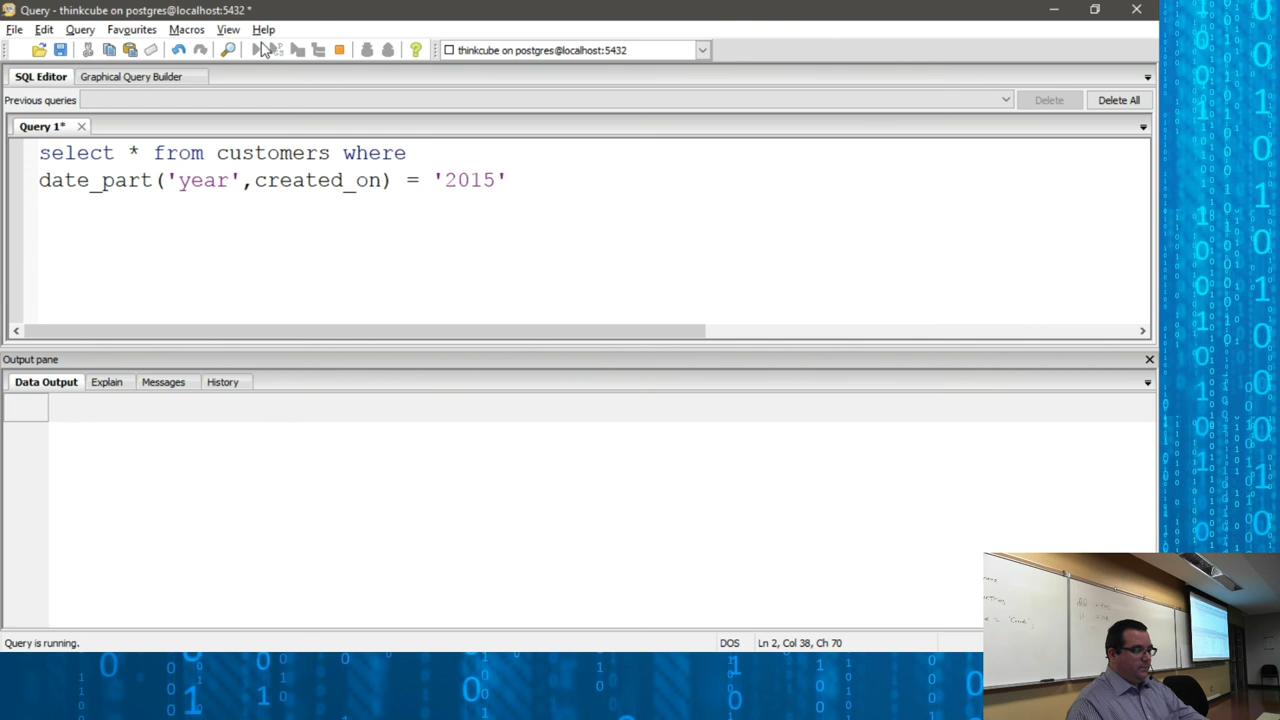 Query - thinkcube on postgres@localhost:5432 *
File Edit Query Favourites Macros View Help
thinkcube on postgres@localhost:5432
SQL Editor Graphical Query Builder
Previous queries Delete Delete All
Query 1*
select * from customers where
date_part('year',created_on) = '2015'
Output pane
Data Output Explain Messages History
Query is running. DOS Ln 2, Col 38, Ch 70